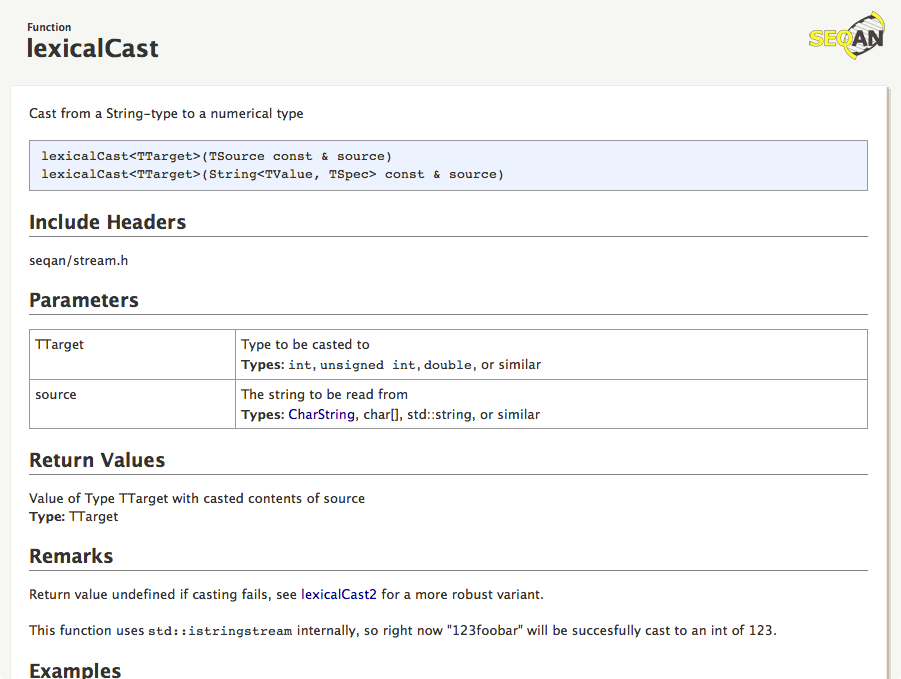 Function
lexicalCast
SEQAN
Cast from a String-type to a numerical type
lexicalCast<TTarget>(TSource const & source)
lexicalCast<TTarget>(String<TValue, TSpec> const & source)
Include Headers
seqan/stream.h
Parameters
TTarget
Type to be casted to
Types: int, unsigned int, double, or similar
source
The string to be read from
Types: CharString, char[], std::string, or similar
Return Values
Value of Type TTarget with casted contents of source
Type: TTarget
Remarks
Return value undefined if casting fails, see lexicalCast2 for a more robust variant.
This function uses std::istringstream internally, so right now "123foobar" will be succesfully cast to an int of 123.
Examples